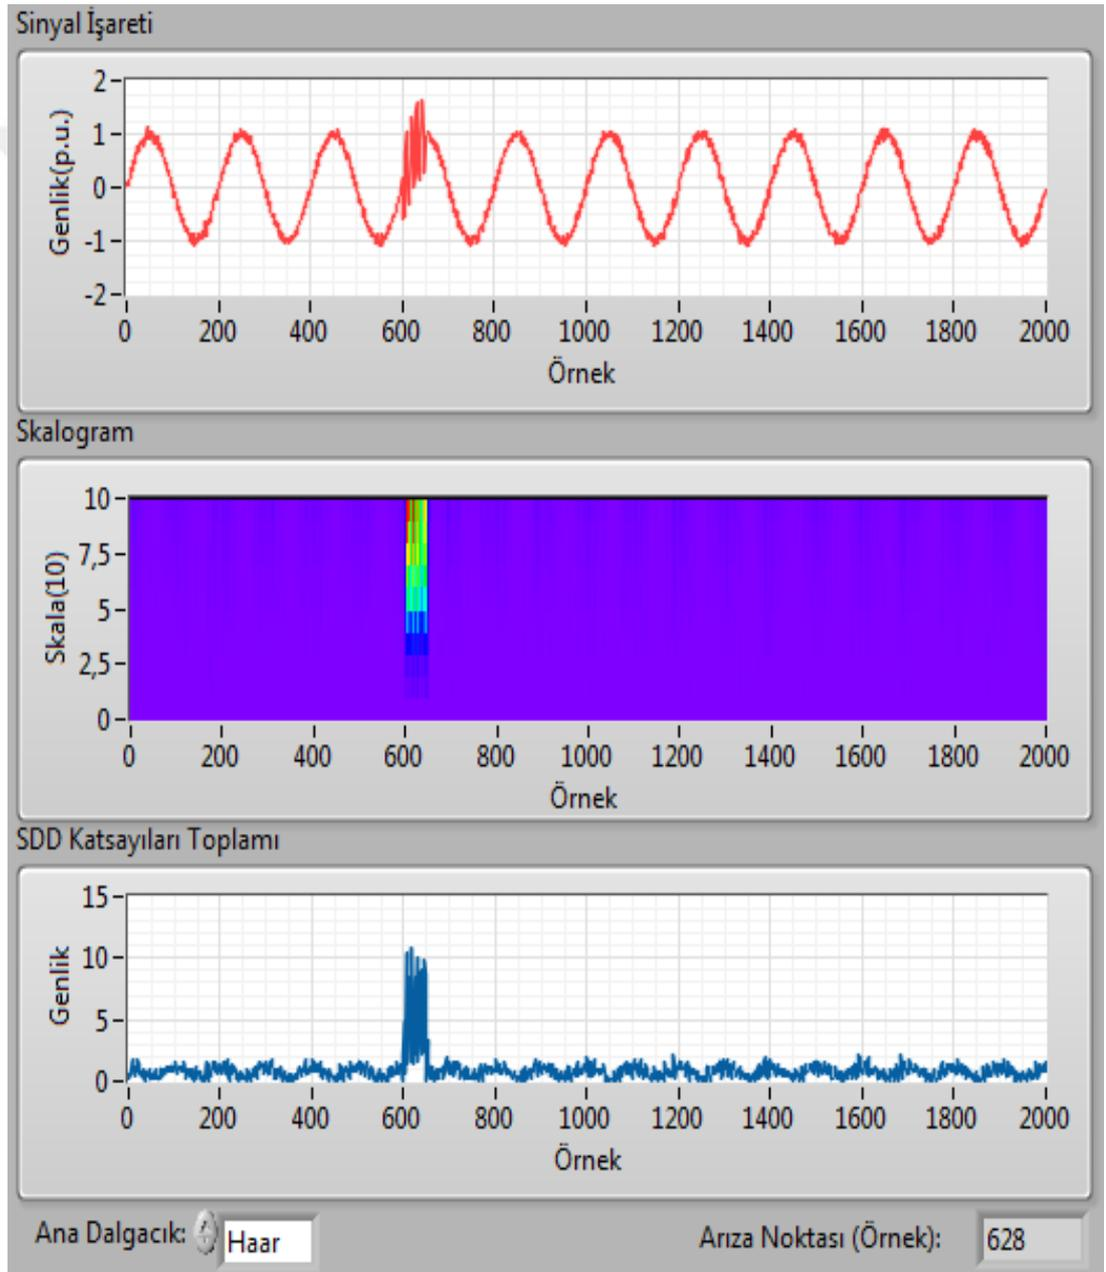 Sinyal İşareti
Genlik(p.u.)
2
1
0
-1
-2
0 200 400 600 800 1000 1200 1400 1600 1800 2000
Örnek
Skalogram
Skala(10)
10
7,5
5
2,5
0
0 200 400 600 800 1000 1200 1400 1600 1800 2000
Örnek
SDD Katsayıları Toplamı
Genlik
15
10
5
0
0 200 400 600 800 1000 1200 1400 1600 1800 2000
Örnek
Ana Dalgacık: Haar Arıza Noktası (Örnek): 628